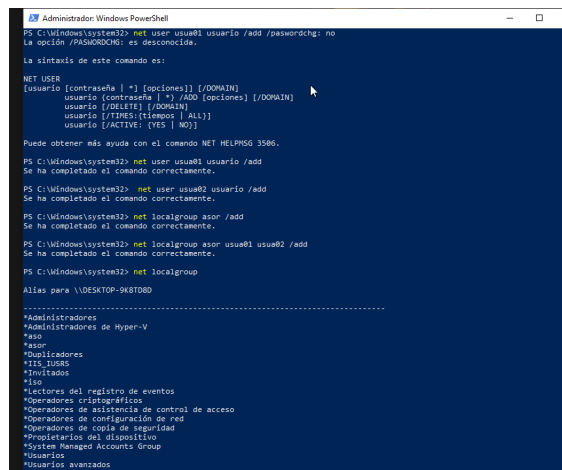 Administrador: Windows PowerShell
PS C:\Windows\system32> net user usua01 usuario /add /paswordchg: no
La opción /PASWORDCHG: es desconocida.
La sintaxis de este comando es:
NET USER
[usuario [contraseña | *] [opciones]] [/DOMAIN]
usuario {contraseña | *} /ADD [opciones] [/DOMAIN]
usuario [/DELETE] [/DOMAIN]
usuario [/TIMES:{tiempos | ALL}]
usuario [/ACTIVE: {YES | NO}]
Puede obtener más ayuda con el comando NET HELPMSG 3506.
PS C:\Windows\system32> net user usua01 usuario /add
Se ha completado el comando correctamente.
PS C:\Windows\system32> net user usua02 usuario /add
Se ha completado el comando correctamente.
PS C:\Windows\system32> net localgroup asor /add
Se ha completado el comando correctamente.
PS C:\Windows\system32> net localgroup asor usua01 usua02 /add
Se ha completado el comando correctamente.
PS C:\Windows\system32> net localgroup
Alias para \\DESKTOP-9K8TD8D
-------------------------------------------------------------------------------
*Administradores
*Administradores de Hyper-V
*aso
*asor
*Duplicadores
*IIS_IUSRS
*Invitados
*iso
*Lectores del registro de eventos
*Operadores criptográficos
*Operadores de asistencia de control de acceso
*Operadores de configuración de red
*Operadores de copia de seguridad
*Propietarios del dispositivo
*System Managed Accounts Group
*Usuarios
*Usuarios avanzados